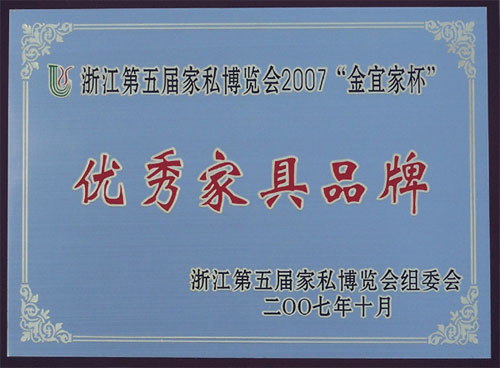 浙江第五届家私博览会2007“金宜家杯”
优秀家具品牌
浙江第五届家私博览会组委会
二〇〇七年十月